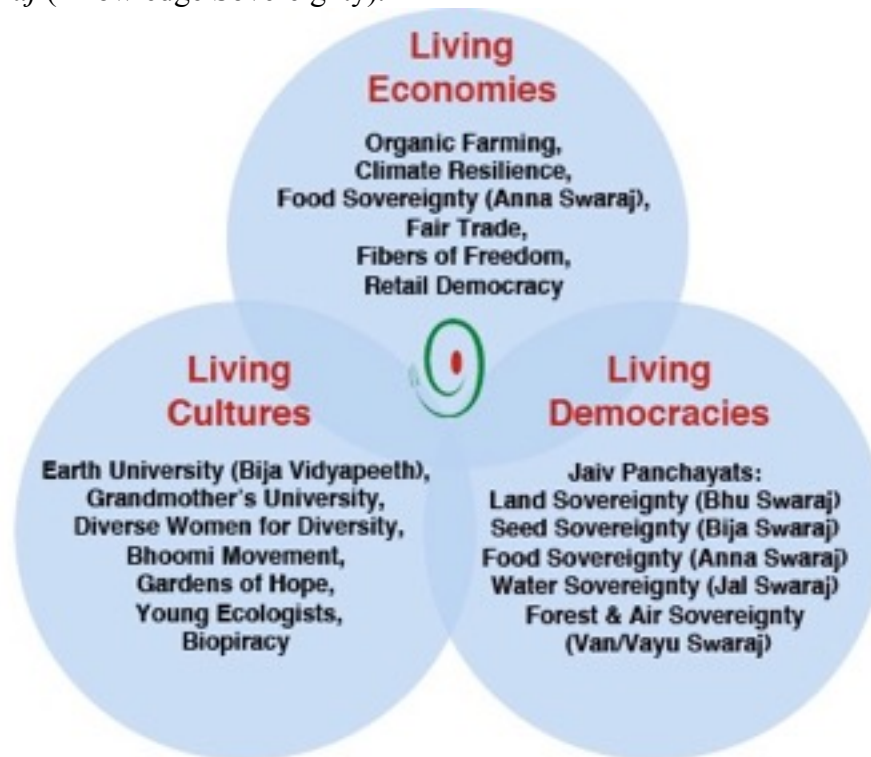 (Knowledge Sovereignty).
Living
Economies
Organic Farming,
Climate Resilience,
Food Sovereignty (Anna Swaraj),
Fair Trade,
Fibers of Freedom,
Retail Democracy
Living
Cultures
Earth University (Bija Vidyapeeth),
Grandmother's University,
Diverse Women for Diversity,
Bhoomi Movement,
Gardens of Hope,
Young Ecologists,
Biopiracy
Living
Democracies
Jaiv Panchayats:
Land Sovereignty (Bhu Swaraj)
Seed Sovereignty (Bija Swaraj)
Food Sovereignty (Anna Swaraj)
Water Sovereignty (Jal Swaraj)
Forest & Air Sovereignty
(Van/Vayu Swaraj)